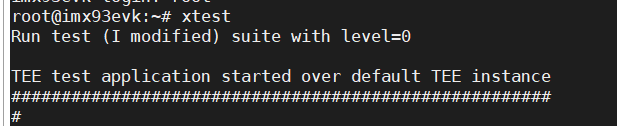 root@imx93evk:~# xtest
Run test (I modified) suite with level=0
TEE test application started over default TEE instance
######################################################
#